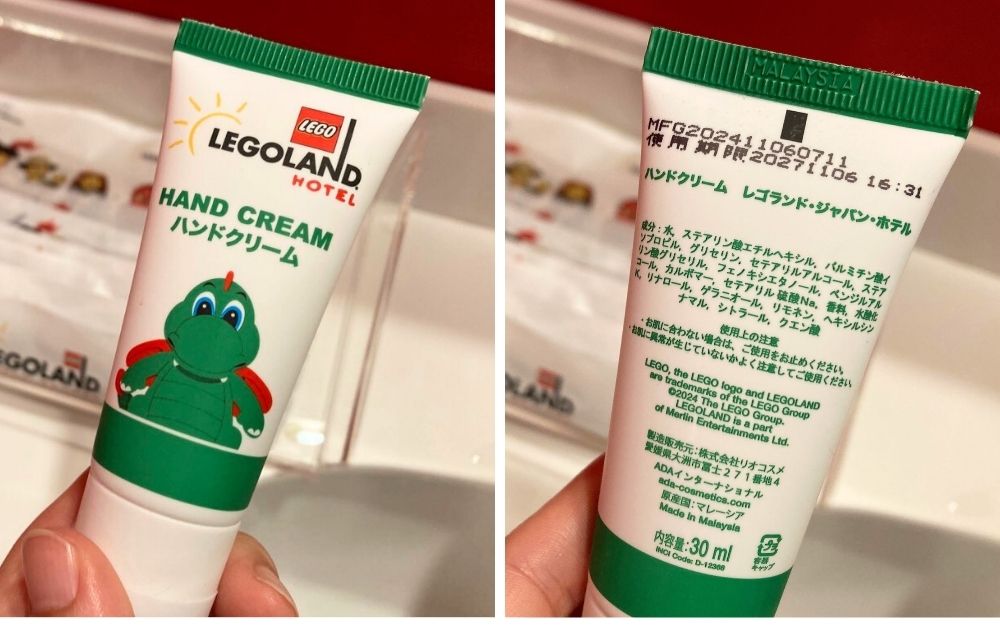 LEGO
LEGOLAND
HOTEL
HAND CREAM
ハンドクリーム
LEGOLAND
MALAYSIA
MFG202411060711
使用期限20271106 16:31
ハンドクリーム レゴランド・ジャパン・ホテル
成分:水, ステアリン酸エチルヘキシル, パルミチン酸イ
ソプロピル, グリセリン, セテアリルアルコール, ステア
リン酸グリセリル, フェノキシエタノール, ベンジルアル
コール, カルボマー, セテアリル硫酸Na, 香料, 水酸化
K, リナロール, ゲラニオール, リモネン, ヘキシルシン
ナマル, シトラール, クエン酸
使用上の注意
・お肌に合わない場合は、ご使用をお止めください。
・お肌に異常が生じていないかよく注意してご使用ください。
LEGO, the LEGO logo and LEGOLAND
are trademarks of the LEGO Group
©2024 The LEGO Group.
LEGOLAND is a part
of Merlin Entertainments Ltd.
製造販売元:株式会社リオコスメ
愛媛県大洲市富士271番地4
ADAインターナショナル
ada-cosmetics.com
原産国:マレーシア
Made in Malaysia
内容量:30 ml
INCI Code: D-12368
容器
キャップ